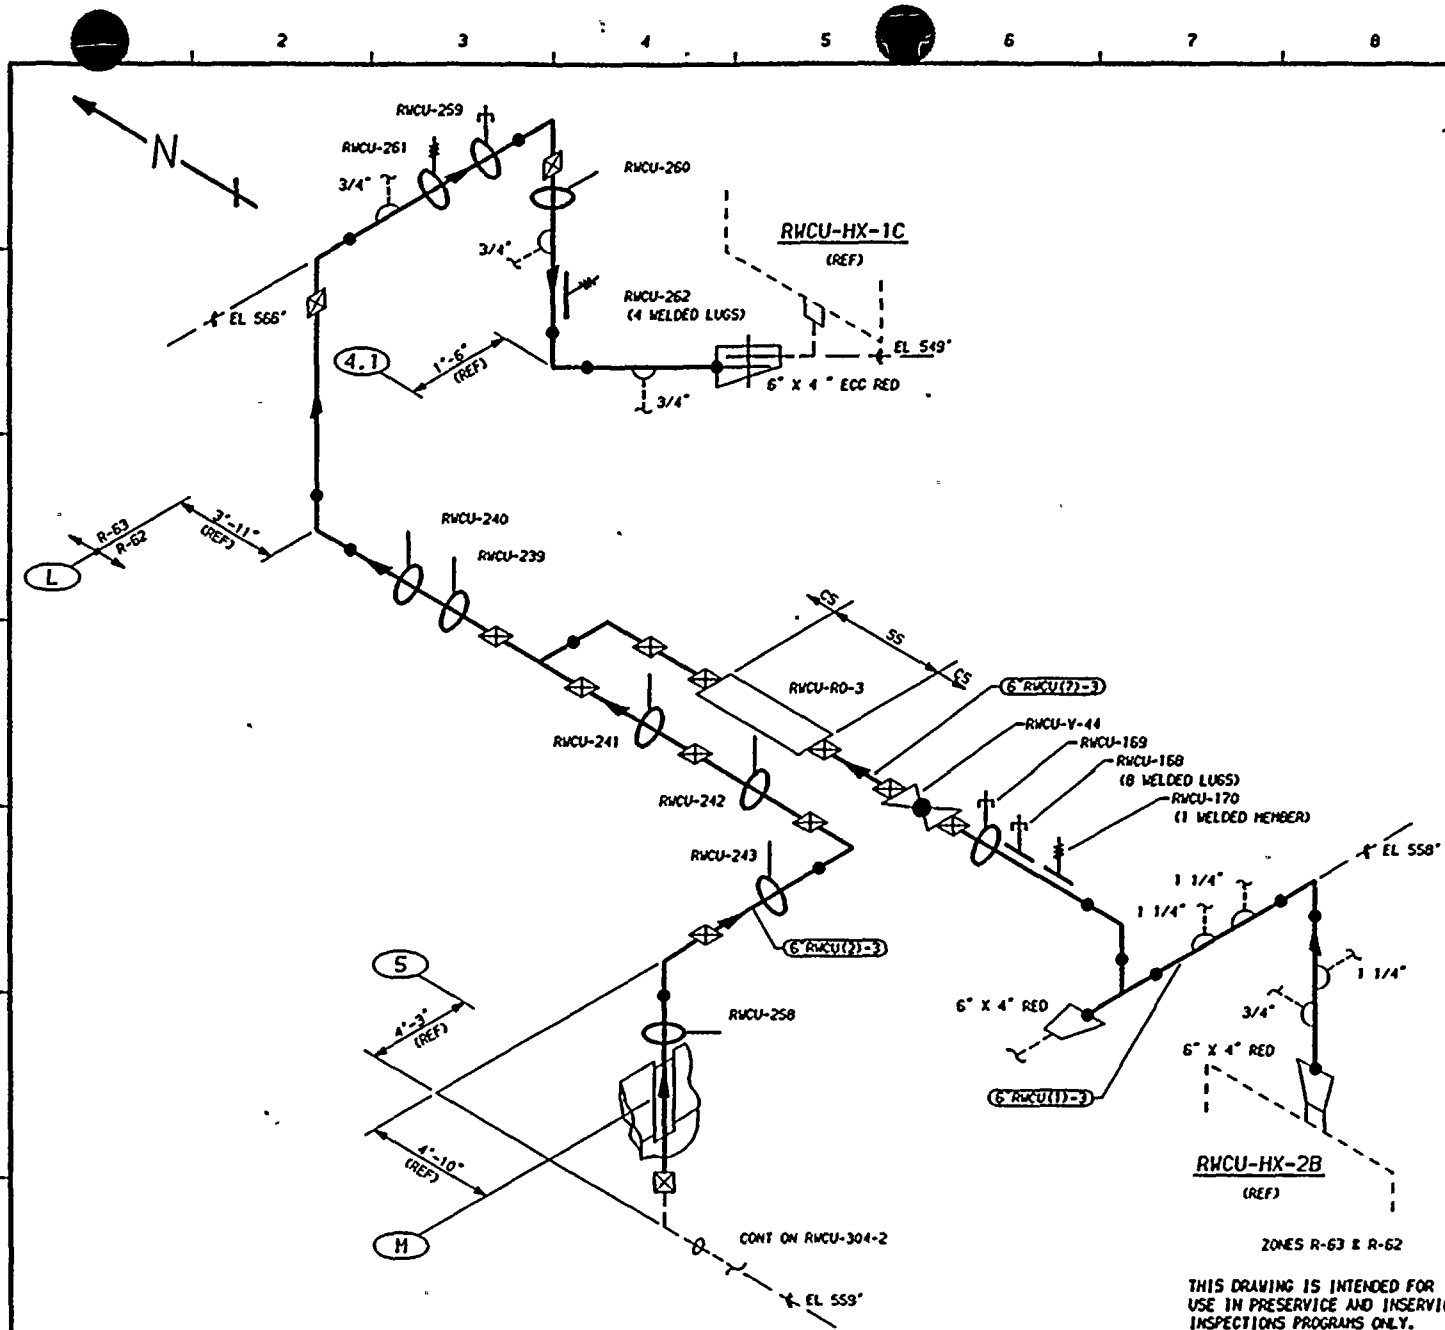 2 3 4 5 6 7 8
N
RWCU-259
RWCU-261
3/4"
RWCU-260
3/4"
RWCU-HX-1C
(REF)
RWCU-262
(4 WELDED LUGS)
EL 566'
4.1
1'-6"
(REF)
EL 549'
6" X 4 " ECC RED
3/4"
R-63
R-62
L
3'-11"
(REF)
RWCU-240
RWCU-239
CS
SS
CS
RWCU-RO-3
6"RWCU(7)-3
RWCU-V-44
RWCU-169
RWCU-168
(8 WELDED LUGS)
RWCU-170
(1 WELDED MEMBER)
RWCU-241
RWCU-242
RWCU-243
EL 558'
1 1/4"
1 1/4"
6"RWCU(2)-3
5
4'-3"
(REF)
1 1/4"
6" X 4" RED
3/4"
RWCU-258
6" X 4" RED
6"RWCU(1)-3
4'-10"
(REF)
RWCU-HX-2B
(REF)
M
CONT ON RWCU-304-2
ZONES R-63 & R-62
EL 559'
THIS DRAWING IS INTENDED FOR
USE IN PRESERVICE AND INSERVIC
INSPECTIONS PROGRAMS ONLY.